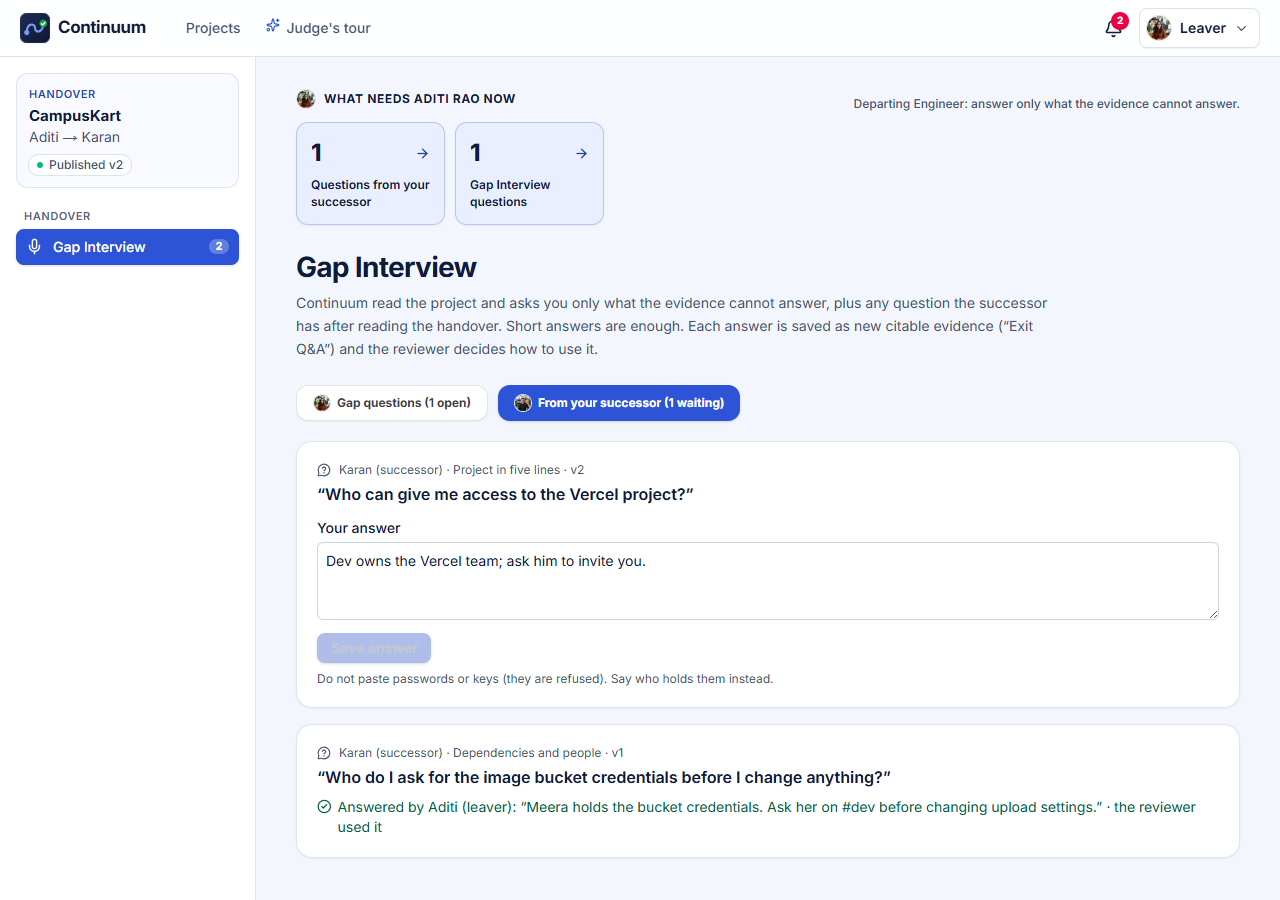 Continuum
Projects
Judge's tour
2
Leaver
HANDOVER
CampusKart
Aditi → Karan
Published v2
HANDOVER
Gap Interview
2
WHAT NEEDS ADITI RAO NOW
Departing Engineer: answer only what the evidence cannot answer.
1 →
Questions from your
successor
1 →
Gap Interview
questions
Gap Interview
Continuum read the project and asks you only what the evidence cannot answer, plus any question the successor
has after reading the handover. Short answers are enough. Each answer is saved as new citable evidence (“Exit
Q&A”) and the reviewer decides how to use it.
Gap questions (1 open)
From your successor (1 waiting)
Karan (successor) · Project in five lines · v2
“Who can give me access to the Vercel project?”
Your answer
Dev owns the Vercel team; ask him to invite you.
Save answer
Do not paste passwords or keys (they are refused). Say who holds them instead.
Karan (successor) · Dependencies and people · v1
“Who do I ask for the image bucket credentials before I change anything?”
Answered by Aditi (leaver): “Meera holds the bucket credentials. Ask her on #dev before changing upload settings.” · the reviewer
used it